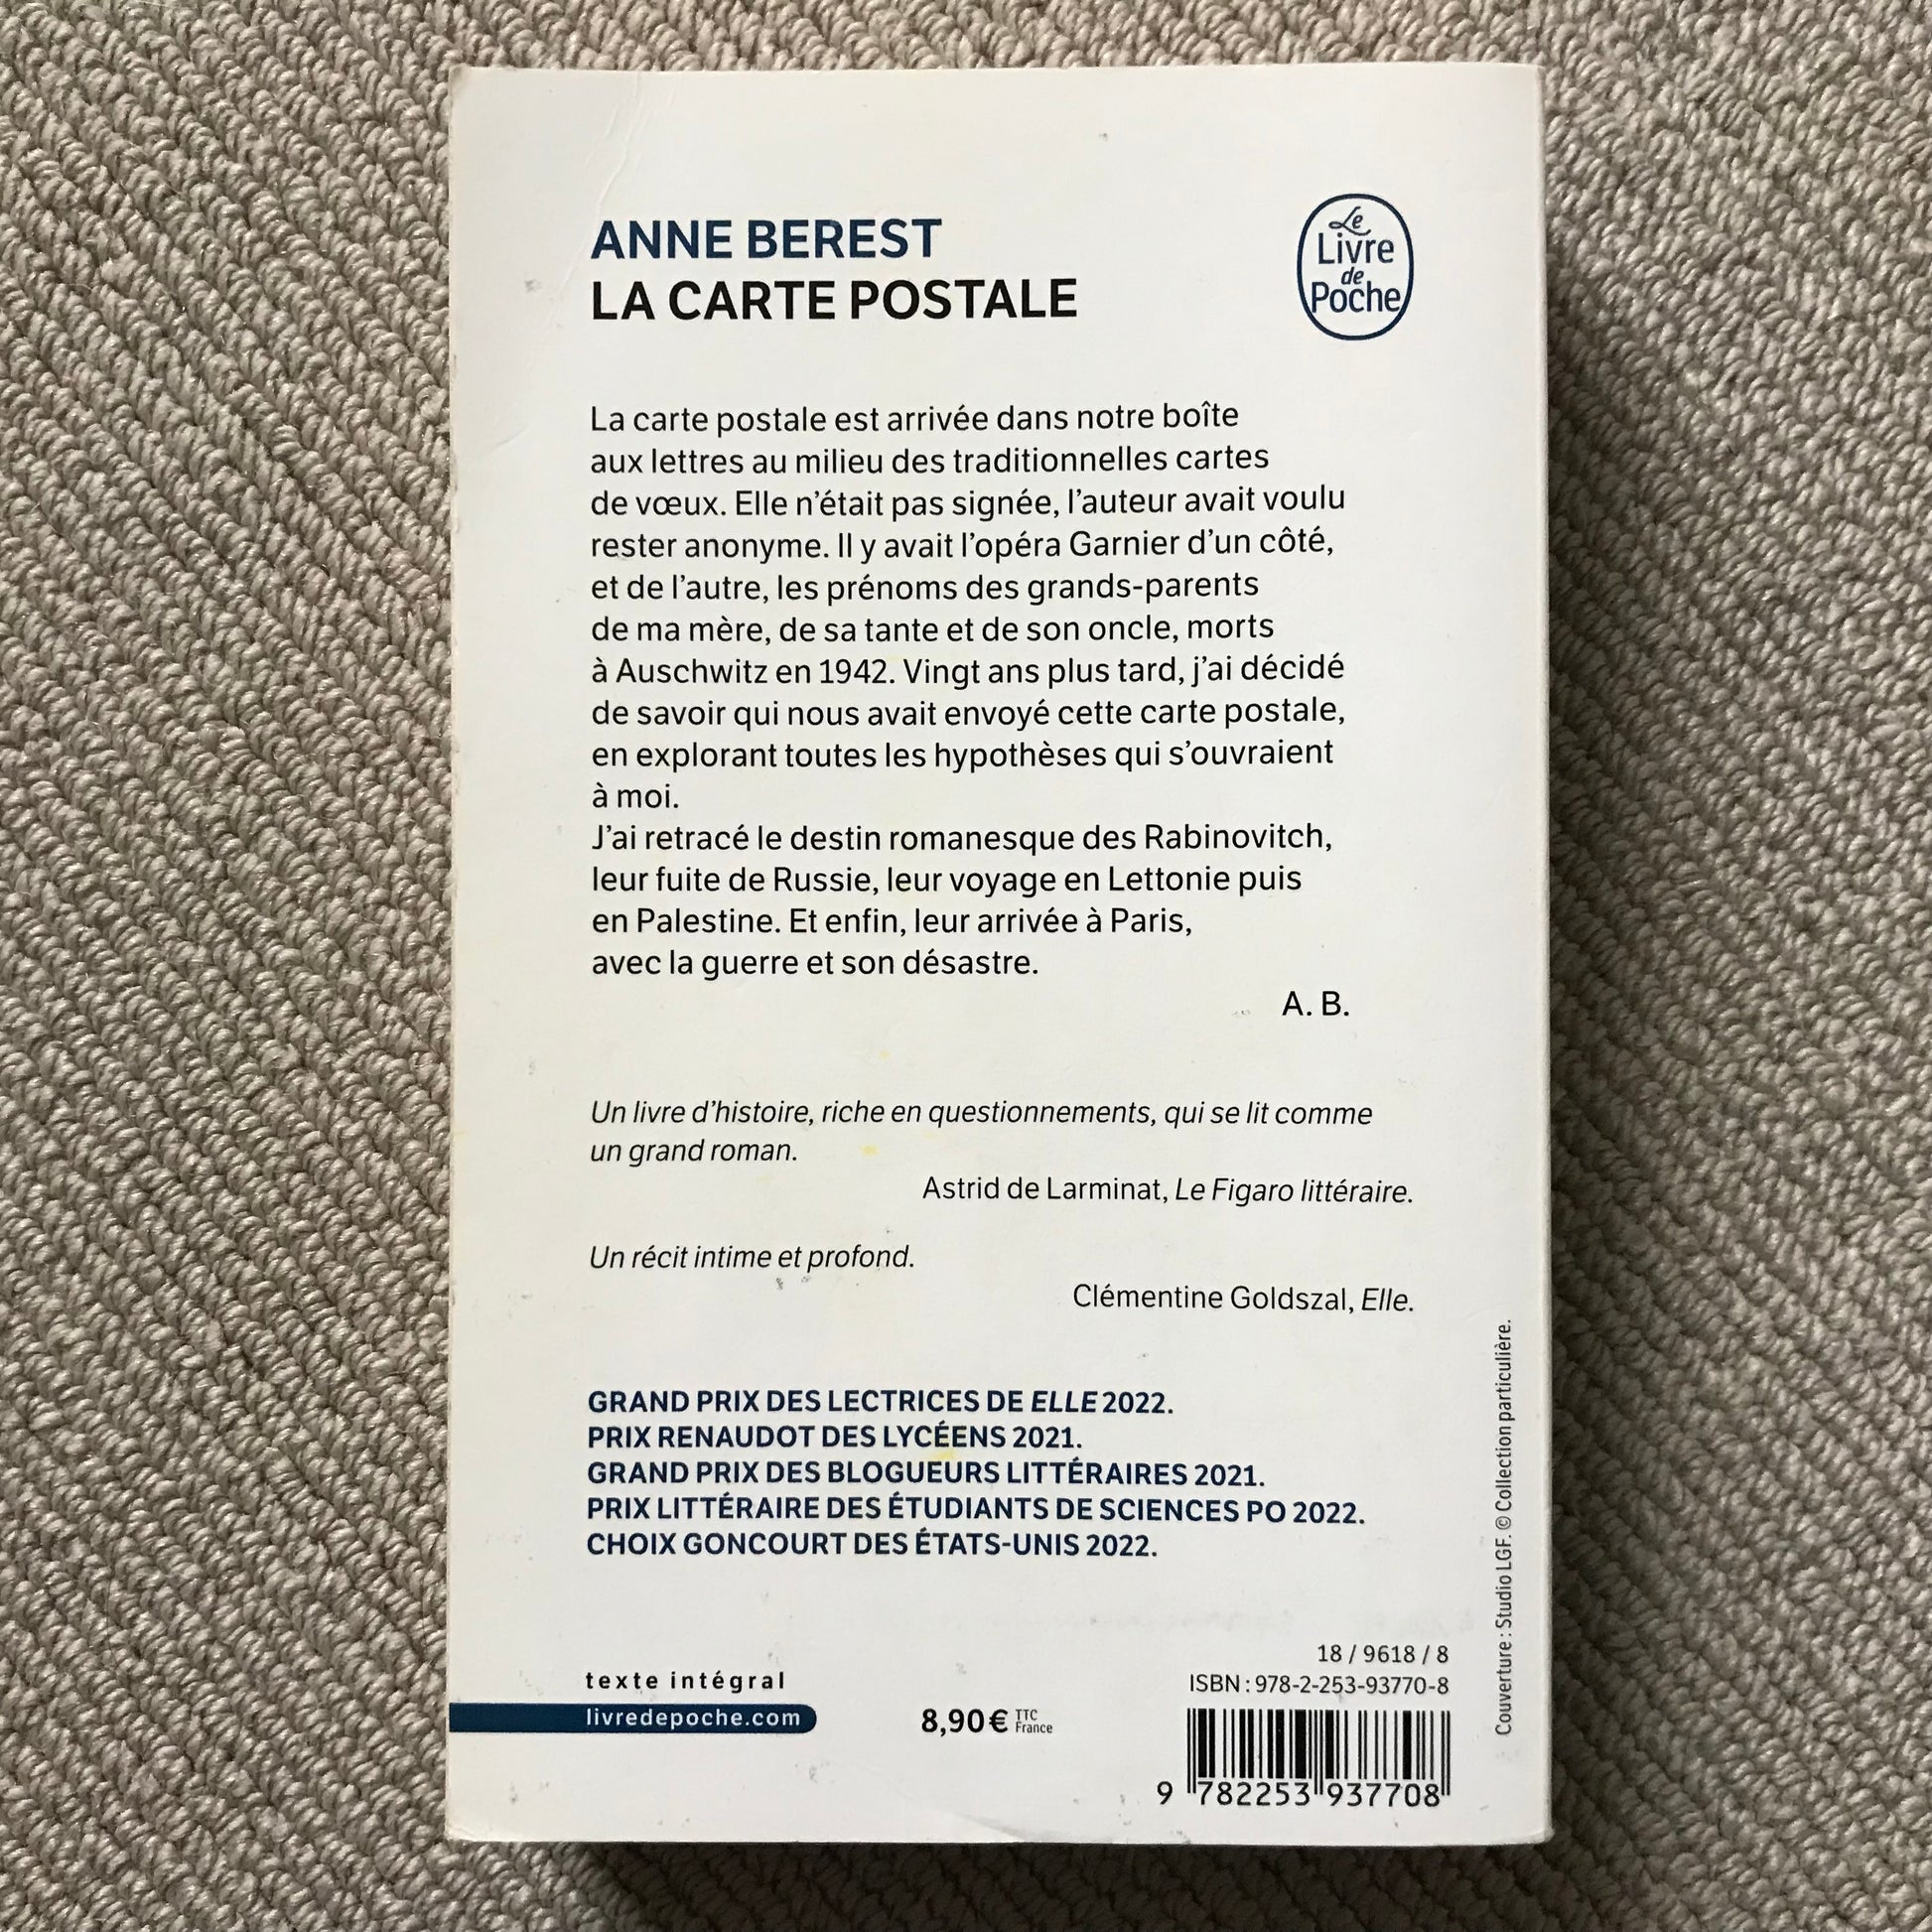 ANNE BEREST
LA CARTE POSTALE
Le
Livre
de
Poche
La carte postale est arrivée dans notre boîte
aux lettres au milieu des traditionnelles cartes
de vœux. Elle n'était pas signée, l'auteur avait voulu
rester anonyme. Il y avait l'opéra Garnier d'un côté,
et de l'autre, les prénoms des grands-parents
de ma mère, de sa tante et de son oncle, morts
à Auschwitz en 1942. Vingt ans plus tard, j'ai décidé
de savoir qui nous avait envoyé cette carte postale,
en explorant toutes les hypothèses qui s'ouvraient
à moi.
J'ai retracé le destin romanesque des Rabinovitch,
leur fuite de Russie, leur voyage en Lettonie puis
en Palestine. Et enfin, leur arrivée à Paris,
avec la guerre et son désastre.
A. B.
Un livre d'histoire, riche en questionnements, qui se lit comme
un grand roman.
Astrid de Larminat, Le Figaro littéraire.
Un récit intime et profond.
Clémentine Goldszal, Elle.
GRAND PRIX DES LECTRICES DE ELLE 2022.
PRIX RENAUDOT DES LYCÉENS 2021.
GRAND PRIX DES BLOGUEURS LITTÉRAIRES 2021.
PRIX LITTÉRAIRE DES ÉTUDIANTS DE SCIENCES PO 2022.
CHOIX GONCOURT DES ÉTATS-UNIS 2022.
texte intégral
livredepoche.com
8,90 € TTC
France
18 / 9618 / 8
ISBN : 978-2-253-93770-8
9 782253 937708
Couverture : Studio LGF. © Collection particulière.